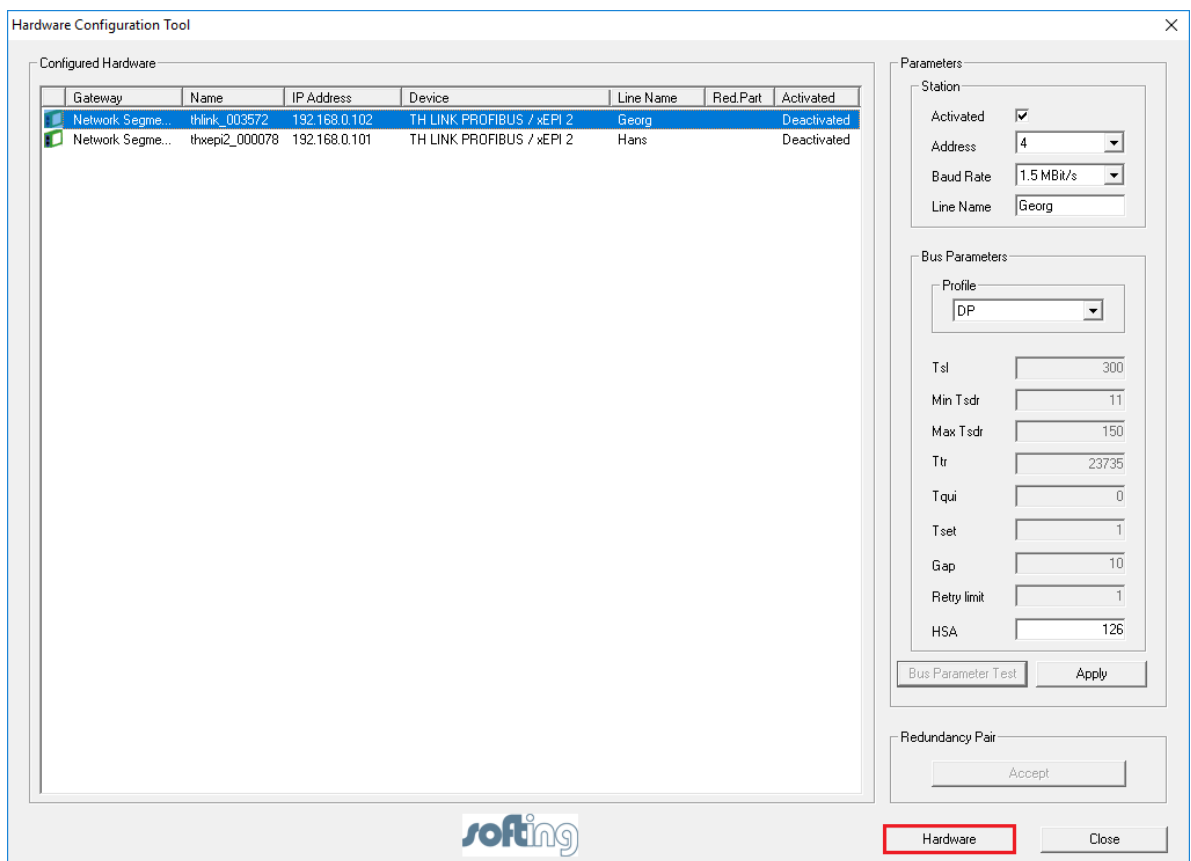 Hardware Configuration Tool
Configured Hardware
Gateway Name IP Address Device Line Name Red.Part Activated
Network Segme... thlink_003572 192.168.0.102 TH LINK PROFIBUS / xEPI 2 Georg Deactivated
Network Segme... thxepi2_000078 192.168.0.101 TH LINK PROFIBUS / xEPI 2 Hans Deactivated
Parameters
Station
Activated
Address 4
Baud Rate 1.5 MBit/s
Line Name Georg
Bus Parameters
Profile
DP
Tsl 300
Min Tsdr 11
Max Tsdr 150
Ttr 23735
Tqui 0
Tset 1
Gap 10
Retry limit 1
HSA 126
Bus Parameter Test Apply
Redundancy Pair
Accept
softing
Hardware Close